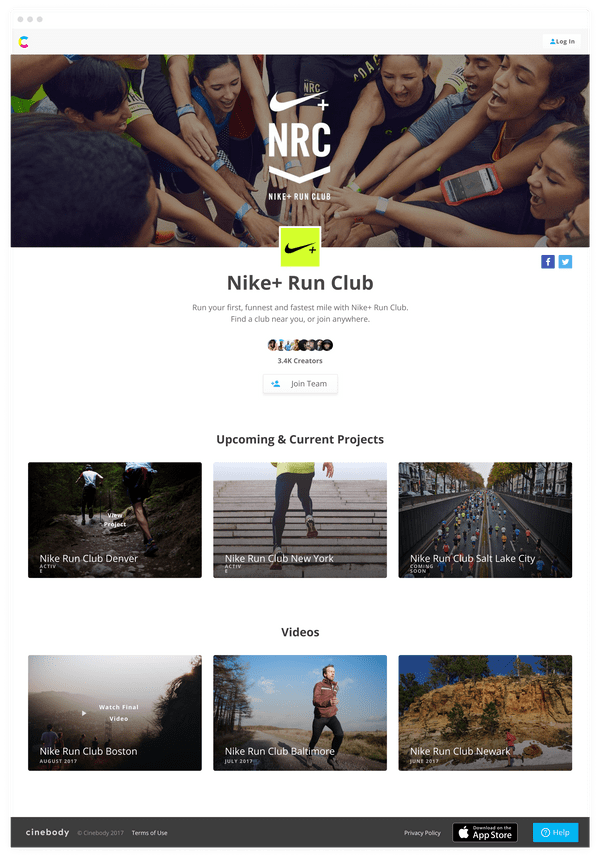 Log In
NRC
NRC
NIKE+ RUN CLUB
Nike+ Run Club
Run your first, funnest and fastest mile with Nike+ Run Club.
Find a club near you, or join anywhere.
3.4K Creators
Join Team
Upcoming & Current Projects
View
Project
Nike Run Club Denver
ACTIV
E
Nike Run Club New York
ACTIV
E
Nike Run Club Salt Lake City
COMING
SOON
Videos
Watch Final
Video
Nike Run Club Boston
AUGUST 2017
Nike Run Club Baltimore
JULY 2017
Nike Run Club Newark
JUNE 2017
cinebody © Cinebody 2017 Terms of Use Privacy Policy
Download on the
App Store
Help